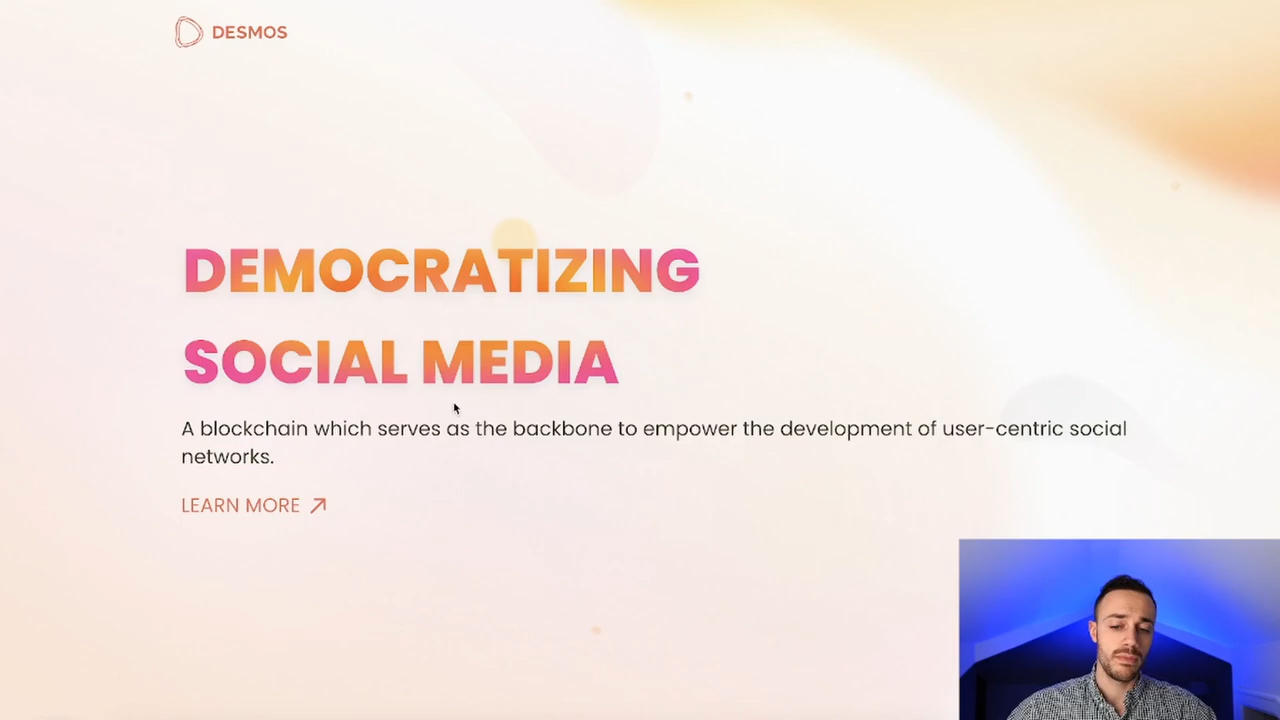 DESMOS
DEMOCRATIZING
SOCIAL MEDIA
A blockchain which serves as the backbone to empower the development of user-centric social
networks.
LEARN MORE